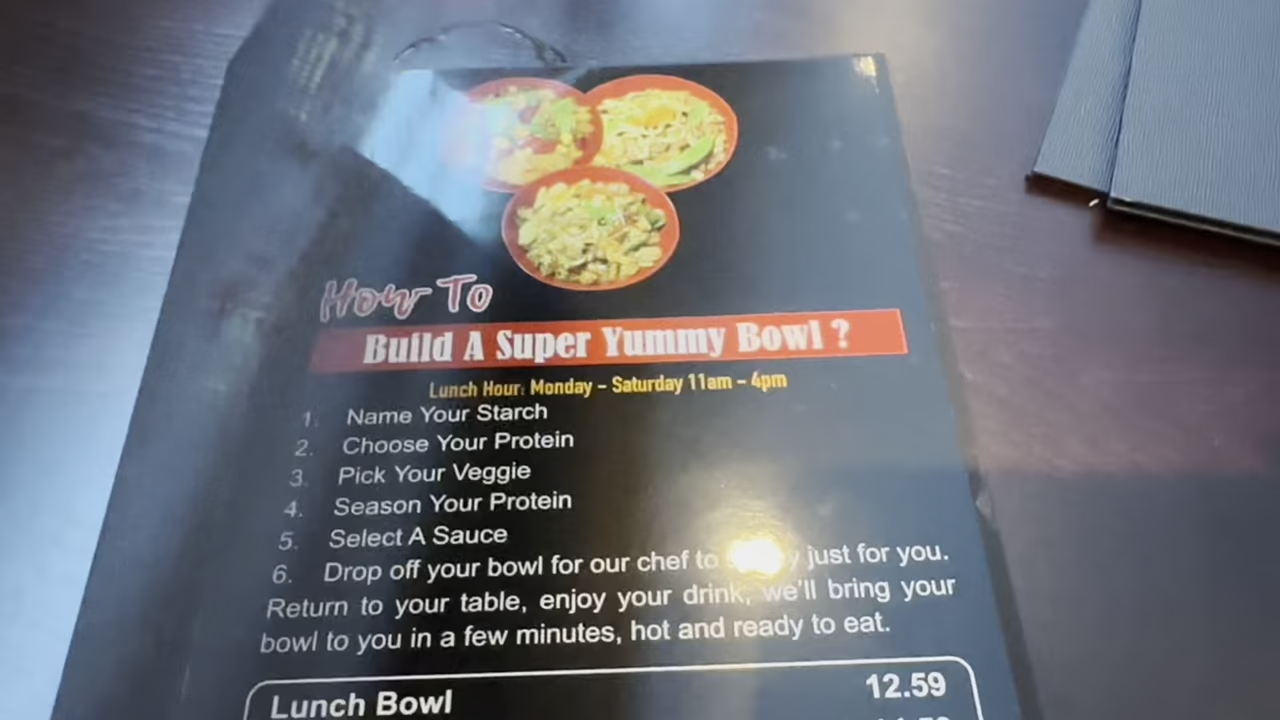 How To
Build A Super Yummy Bowl ?
Lunch Hour: Monday - Saturday 11am - 4pm
1. Name Your Starch
2. Choose Your Protein
3. Pick Your Veggie
4. Season Your Protein
5. Select A Sauce
6. Drop off your bowl for our chef to just for you.
Return to your table, enjoy your drink, we'll bring your
bowl to you in a few minutes, hot and ready to eat.
Lunch Bowl 12.59